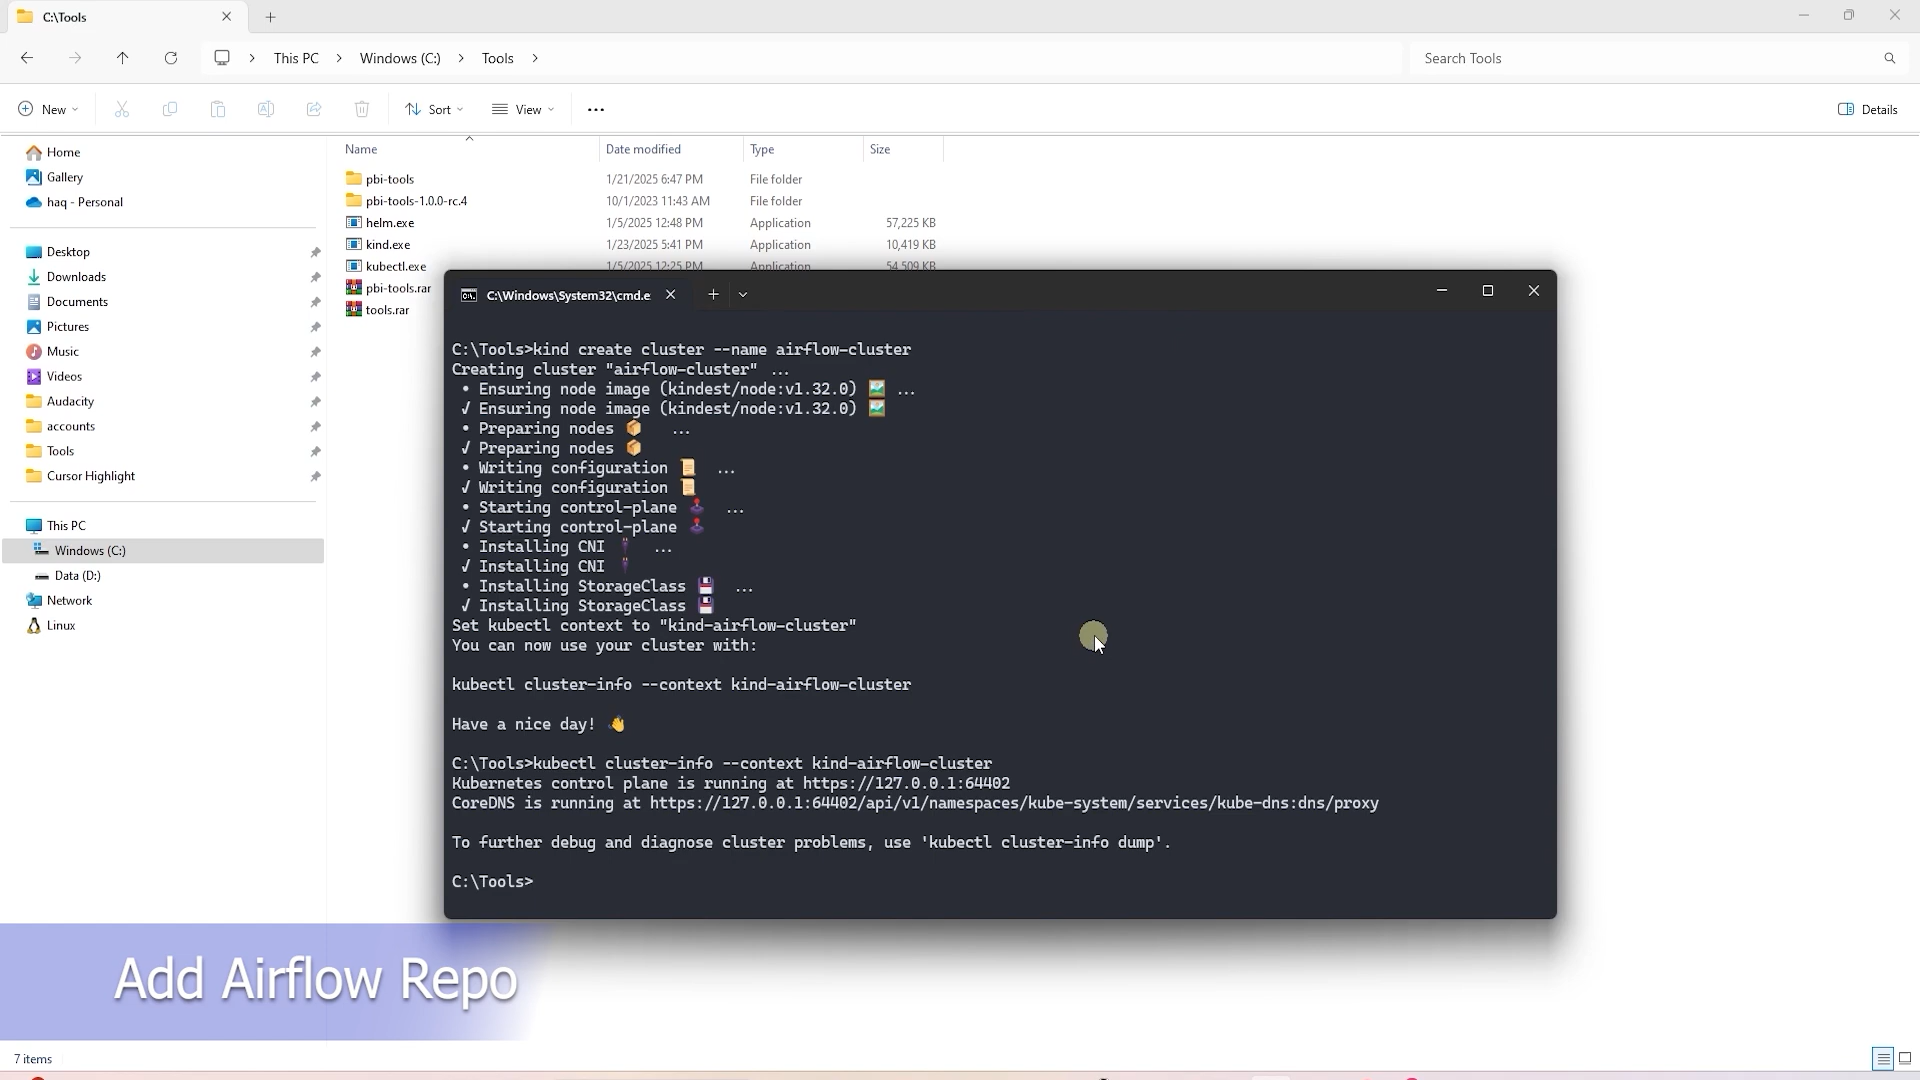 C:\Tools
This PC > Windows (C:) > Tools >
Search Tools
New
Sort
View
Details
Name Date modified Type Size
Home
Gallery
haq - Personal
Desktop
Downloads
Documents
Pictures
Music
Videos
Audacity
accounts
Tools
Cursor Highlight
This PC
Windows (C:)
Data (D:)
Network
Linux
pbi-tools 1/21/2025 6:47 PM File folder
pbi-tools-1.0.0-rc.4 10/1/2023 11:43 AM File folder
helm.exe 1/5/2025 12:48 PM Application 57,225 KB
kind.exe 1/23/2025 5:41 PM Application 10,419 KB
kubectl.exe 1/5/2025 12:25 PM Application 54,509 KB
pbi-tools.rar
tools.rar
C:\Windows\System32\cmd.e
C:\Tools>kind create cluster --name airflow-cluster
Creating cluster "airflow-cluster" ...
• Ensuring node image (kindest/node:v1.32.0) 🖼 ...
√ Ensuring node image (kindest/node:v1.32.0) 🖼
• Preparing nodes 📦 ...
√ Preparing nodes 📦
• Writing configuration 📜 ...
√ Writing configuration 📜
• Starting control-plane 🕹 ...
√ Starting control-plane 🕹
• Installing CNI 🔌 ...
√ Installing CNI 🔌
• Installing StorageClass 💾 ...
√ Installing StorageClass 💾
Set kubectl context to "kind-airflow-cluster"
You can now use your cluster with:
kubectl cluster-info --context kind-airflow-cluster
Have a nice day! 👋
C:\Tools>kubectl cluster-info --context kind-airflow-cluster
Kubernetes control plane is running at https://127.0.0.1:64402
CoreDNS is running at https://127.0.0.1:64402/api/v1/namespaces/kube-system/services/kube-dns:dns/proxy
To further debug and diagnose cluster problems, use 'kubectl cluster-info dump'.
C:\Tools>
Add Airflow Repo
7 items